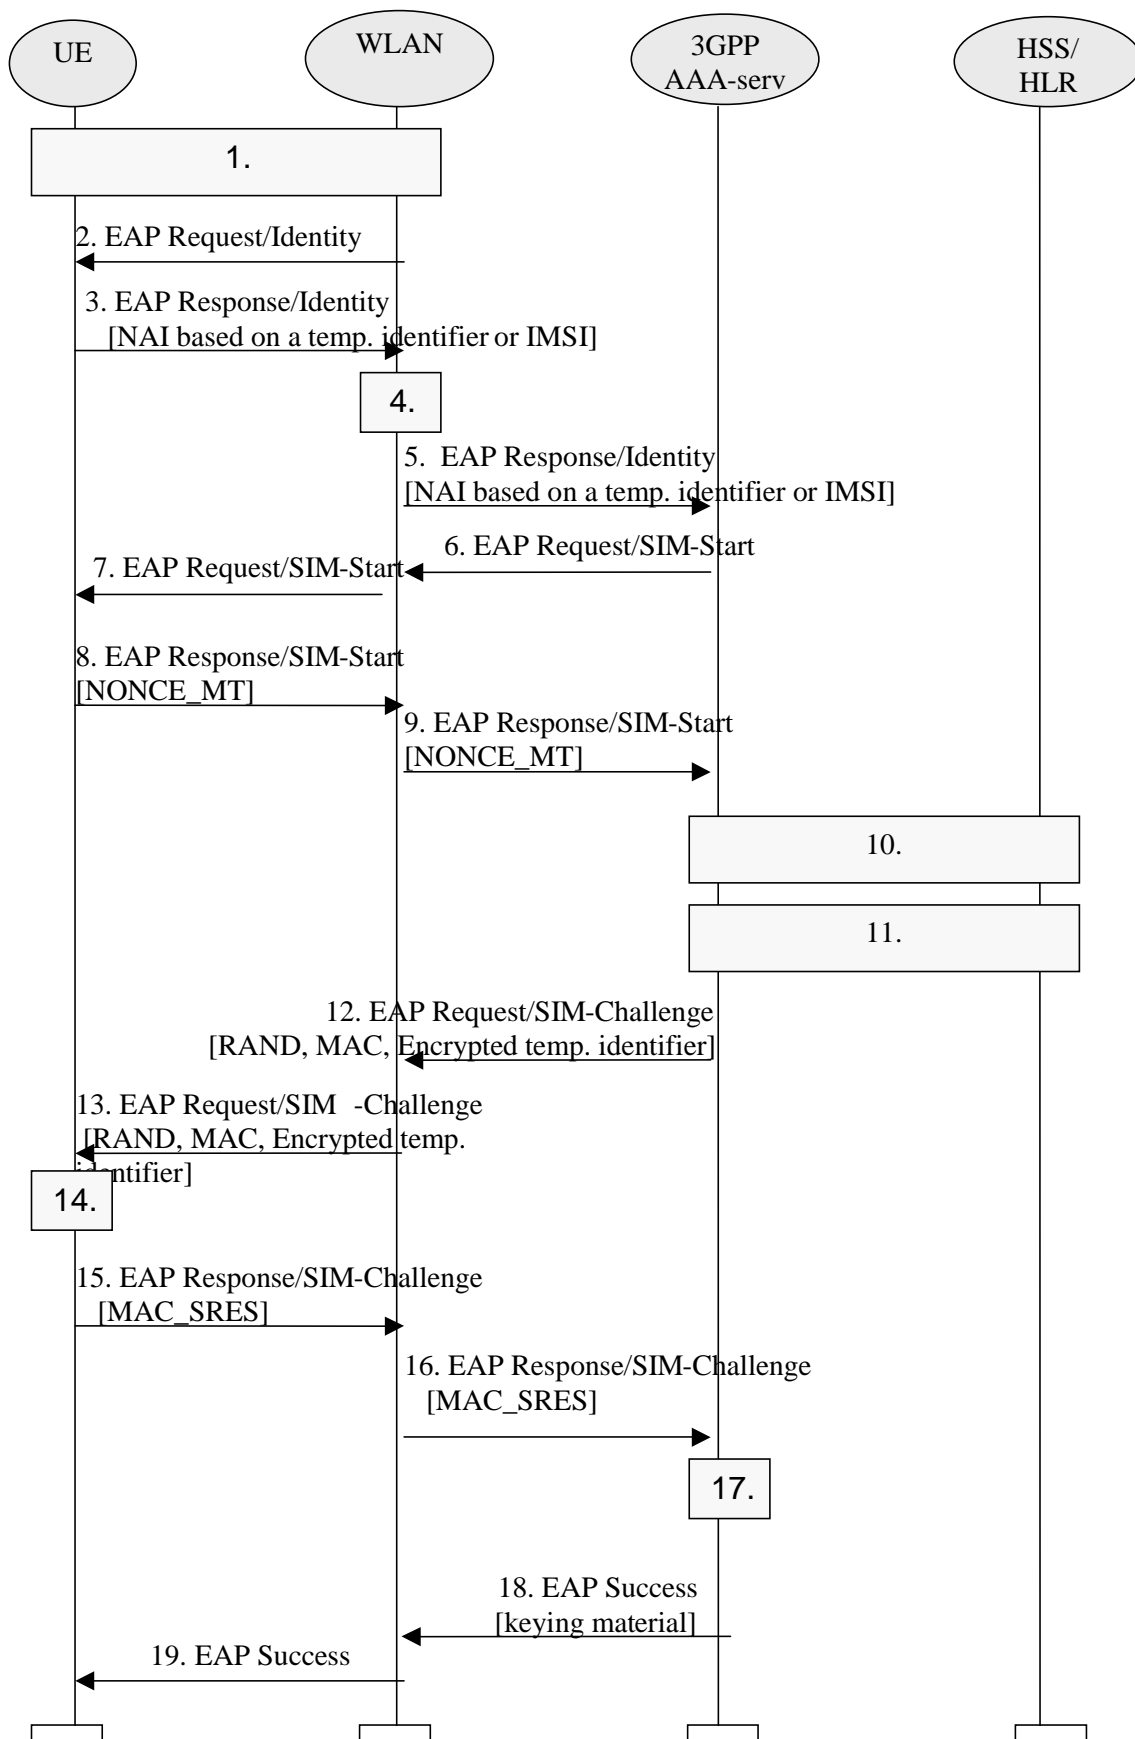 UE
WLAN
3GPP
AAA-serv
HSS/
HLR
1.
2. EAP Request/Identity
3. EAP Response/Identity
[NAI based on a temp. identifier or IMSI]
4.
5. EAP Response/Identity
[NAI based on a temp. identifier or IMSI]
6. EAP Request/SIM-Start
7. EAP Request/SIM-Start
8. EAP Response/SIM-Start
[NONCE_MT]
9. EAP Response/SIM-Start
[NONCE_MT]
10.
11.
12. EAP Request/SIM-Challenge
[RAND, MAC, Encrypted temp. identifier]
13. EAP Request/SIM -Challenge
[RAND, MAC, Encrypted temp.
identifier]
14.
15. EAP Response/SIM-Challenge
[MAC_SRES]
16. EAP Response/SIM-Challenge
[MAC_SRES]
17.
18. EAP Success
[keying material]
19. EAP Success